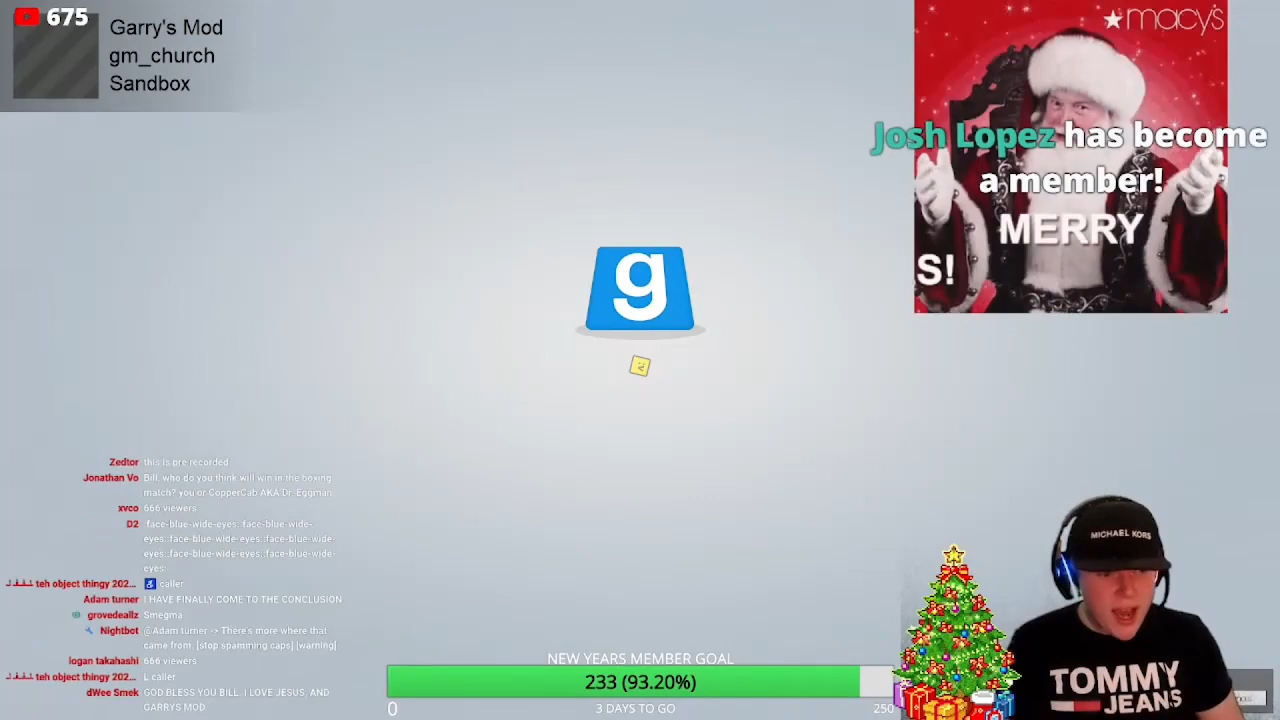 675
Garry's Mod
gm_church
Sandbox
★macy's
Josh Lopez has become
a member!
MERRY
S!
g
Zedtor this is pre recorded
Jonathan Vo Bill, who do you think will win in the boxing
match? you or CopperCab AKA Dr. Eggman
xvco 666 viewers
D2 :face-blue-wide-eyes::face-blue-wide-
eyes::face-blue-wide-eyes::face-blue-wide-
eyes::face-blue-wide-eyes::face-blue-wide-
eyes:
teh object thingy 202... ♿ caller
Adam turner I HAVE FINALLY COME TO THE CONCLUSION
grovedeallz Smegma
Nightbot @Adam turner -> There's more where that
came from. [stop spamming caps] [warning]
logan takahashi 666 viewers
teh object thingy 202... L caller
dWee Smek GOD BLESS YOU BILL. I LOVE JESUS, AND
GARRYS MOD.
NEW YEARS MEMBER GOAL
233 (93.20%)
0
3 DAYS TO GO
250
MICHAEL KORS
TOMMY
JEANS